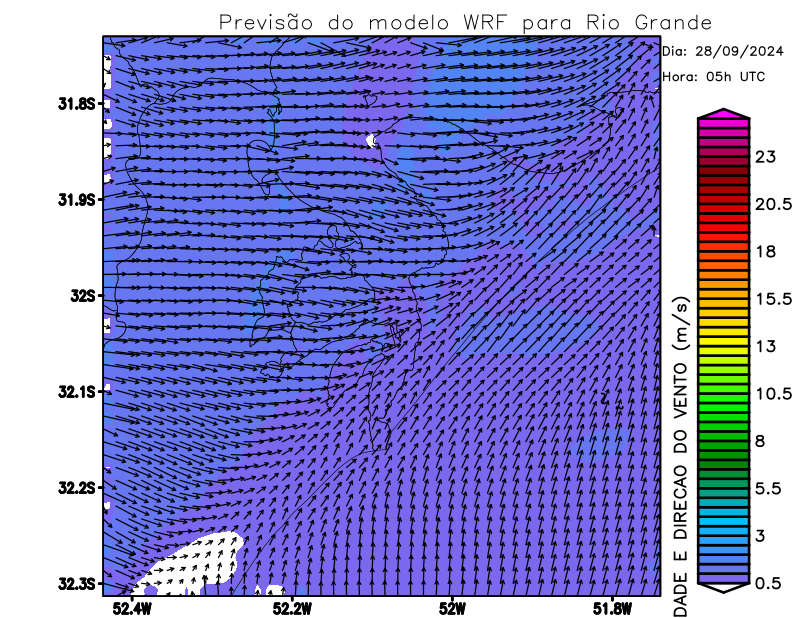 Previsão do modelo WRF para Rio Grande
Dia: 28/09/2024
Hora: 05h UTC
31.8S
31.9S
32S
32.1S
32.2S
32.3S
52.4W
52.2W
52W
51.8W
DADE E DIRECAO DO VENTO (m/s)
23
20.5
18
15.5
13
10.5
8
5.5
3
0.5